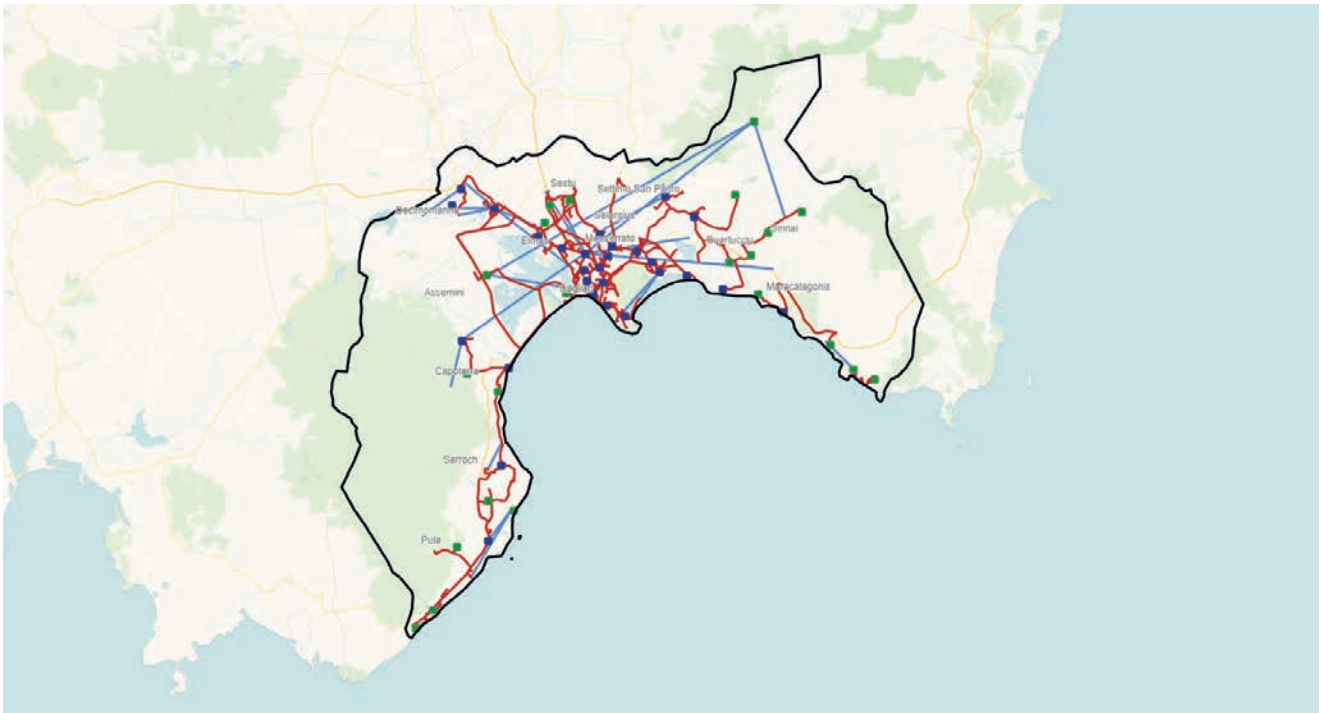 Sestu
Settimo San Pietro
Decimomannu
Selargius
Elmas
Monserrato
Quartucciu
Sinnai
Assemini
Cagliari
Maracalagonis
Capoterra
Sarroch
Pula